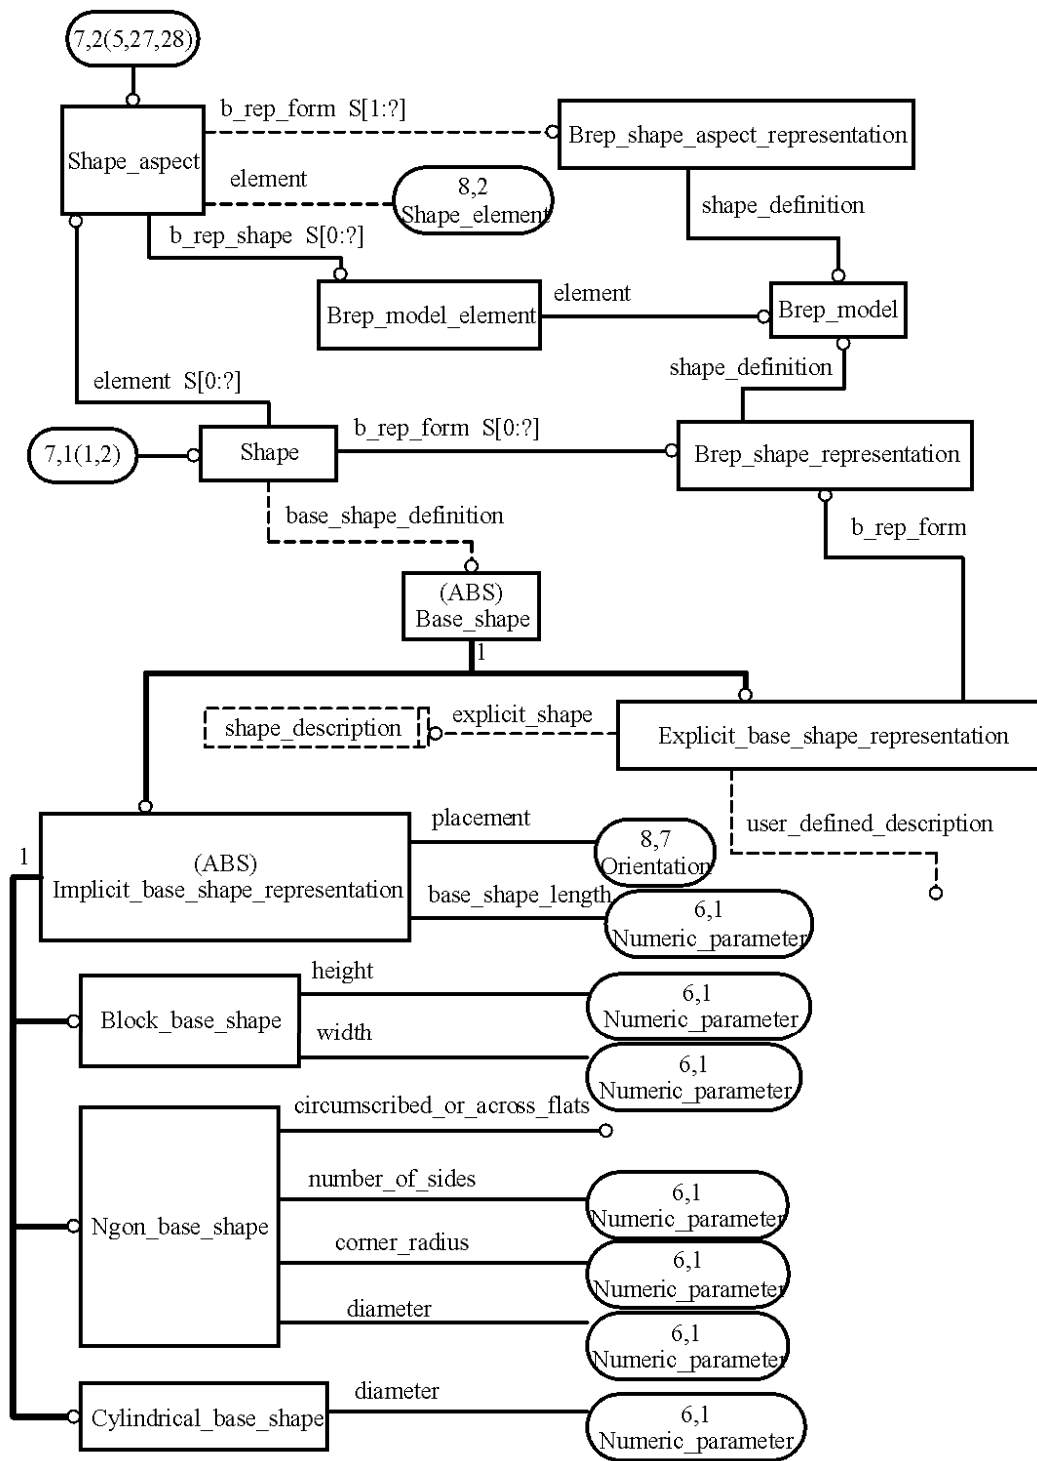 7,2(5,27,28)
b_rep_form S[1:?]
Brep_shape_aspect_representation
Shape_aspect
element
8,2
Shape_element
shape_definition
b_rep_shape S[0:?]
element
Brep_model_element
Brep_model
shape_definition
element S[0:?]
b_rep_form S[0:?]
7,1(1,2)
Shape
Brep_shape_representation
base_shape_definition
b_rep_form
(ABS)
Base_shape
1
shape_description
explicit_shape
Explicit_base_shape_representation
placement
user_defined_description
1
(ABS)
Implicit_base_shape_representation
8,7
Orientation
base_shape_length
6,1
Numeric_parameter
height
6,1
Numeric_parameter
Block_base_shape
width
6,1
Numeric_parameter
circumscribed_or_across_flats
number_of_sides
6,1
Numeric_parameter
Ngon_base_shape
corner_radius
6,1
Numeric_parameter
diameter
6,1
Numeric_parameter
diameter
Cylindrical_base_shape
6,1
Numeric_parameter